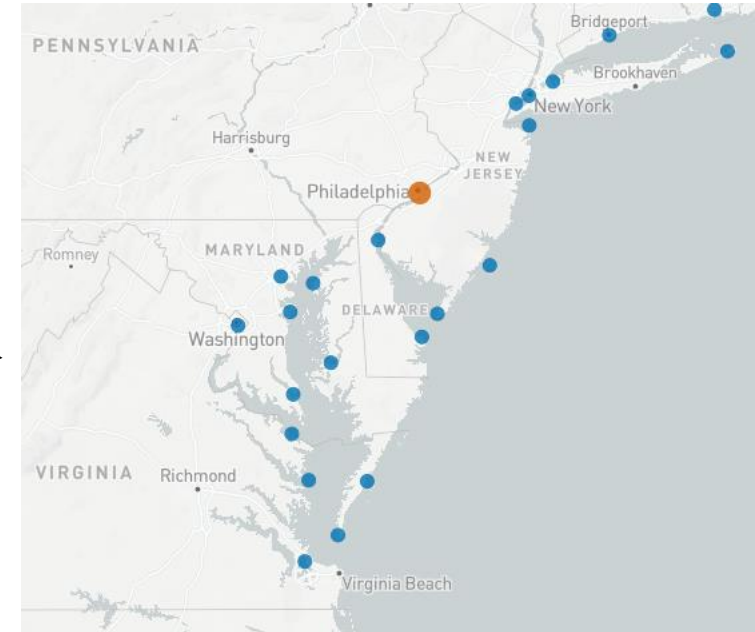 Bridgeport
PENNSYLVANIA
Brookhaven
New York
Harrisburg
NEW
JERSEY
Philadelphia
MARYLAND
Romney
DELAWARE
Washington
VIRGINIA
Richmond
Virginia Beach